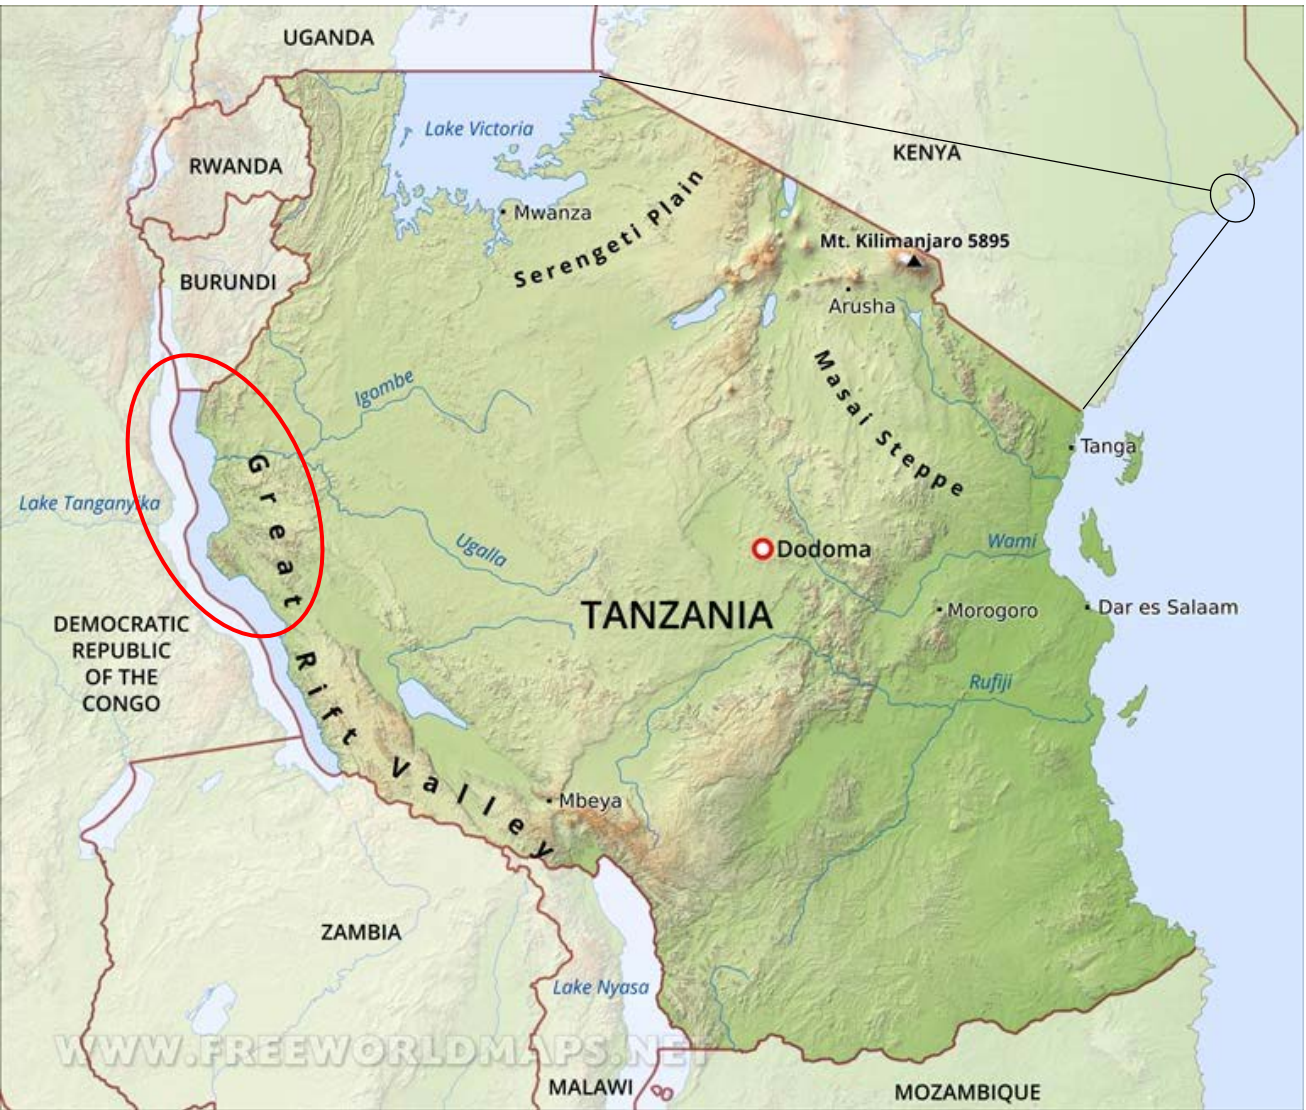 UGANDA
Lake Victoria
KENYA
RWANDA
Mwanza
Serengeti Plain
Mt. Kilimanjaro 5895
BURUNDI
Arusha
Masai Steppe
Igombe
Tanga
Great Rift Valley
Lake Tanganyika
Ugalla
Dodoma
Wami
TANZANIA
Morogoro
Dar es Salaam
DEMOCRATIC
REPUBLIC
OF THE
CONGO
Rufiji
Mbeya
ZAMBIA
Lake Nyasa
WWW.FREEWORLDMAPS.NET
MALAWI
MOZAMBIQUE